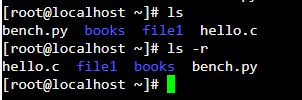 [root@localhost ~]# ls
bench.py books file1 hello.c
[root@localhost ~]# ls -r
hello.c file1 books bench.py
[root@localhost ~]#